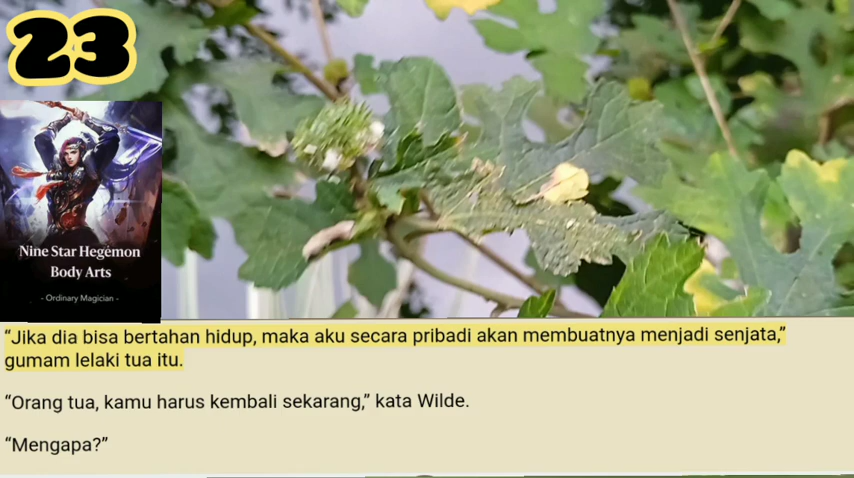 23
Nine Star Hegemon
Body Arts
- Ordinary Magician -
“Jika dia bisa bertahan hidup, maka aku secara pribadi akan membuatnya menjadi senjata,”
gumam lelaki tua itu.
“Orang tua, kamu harus kembali sekarang,” kata Wilde.
“Mengapa?”